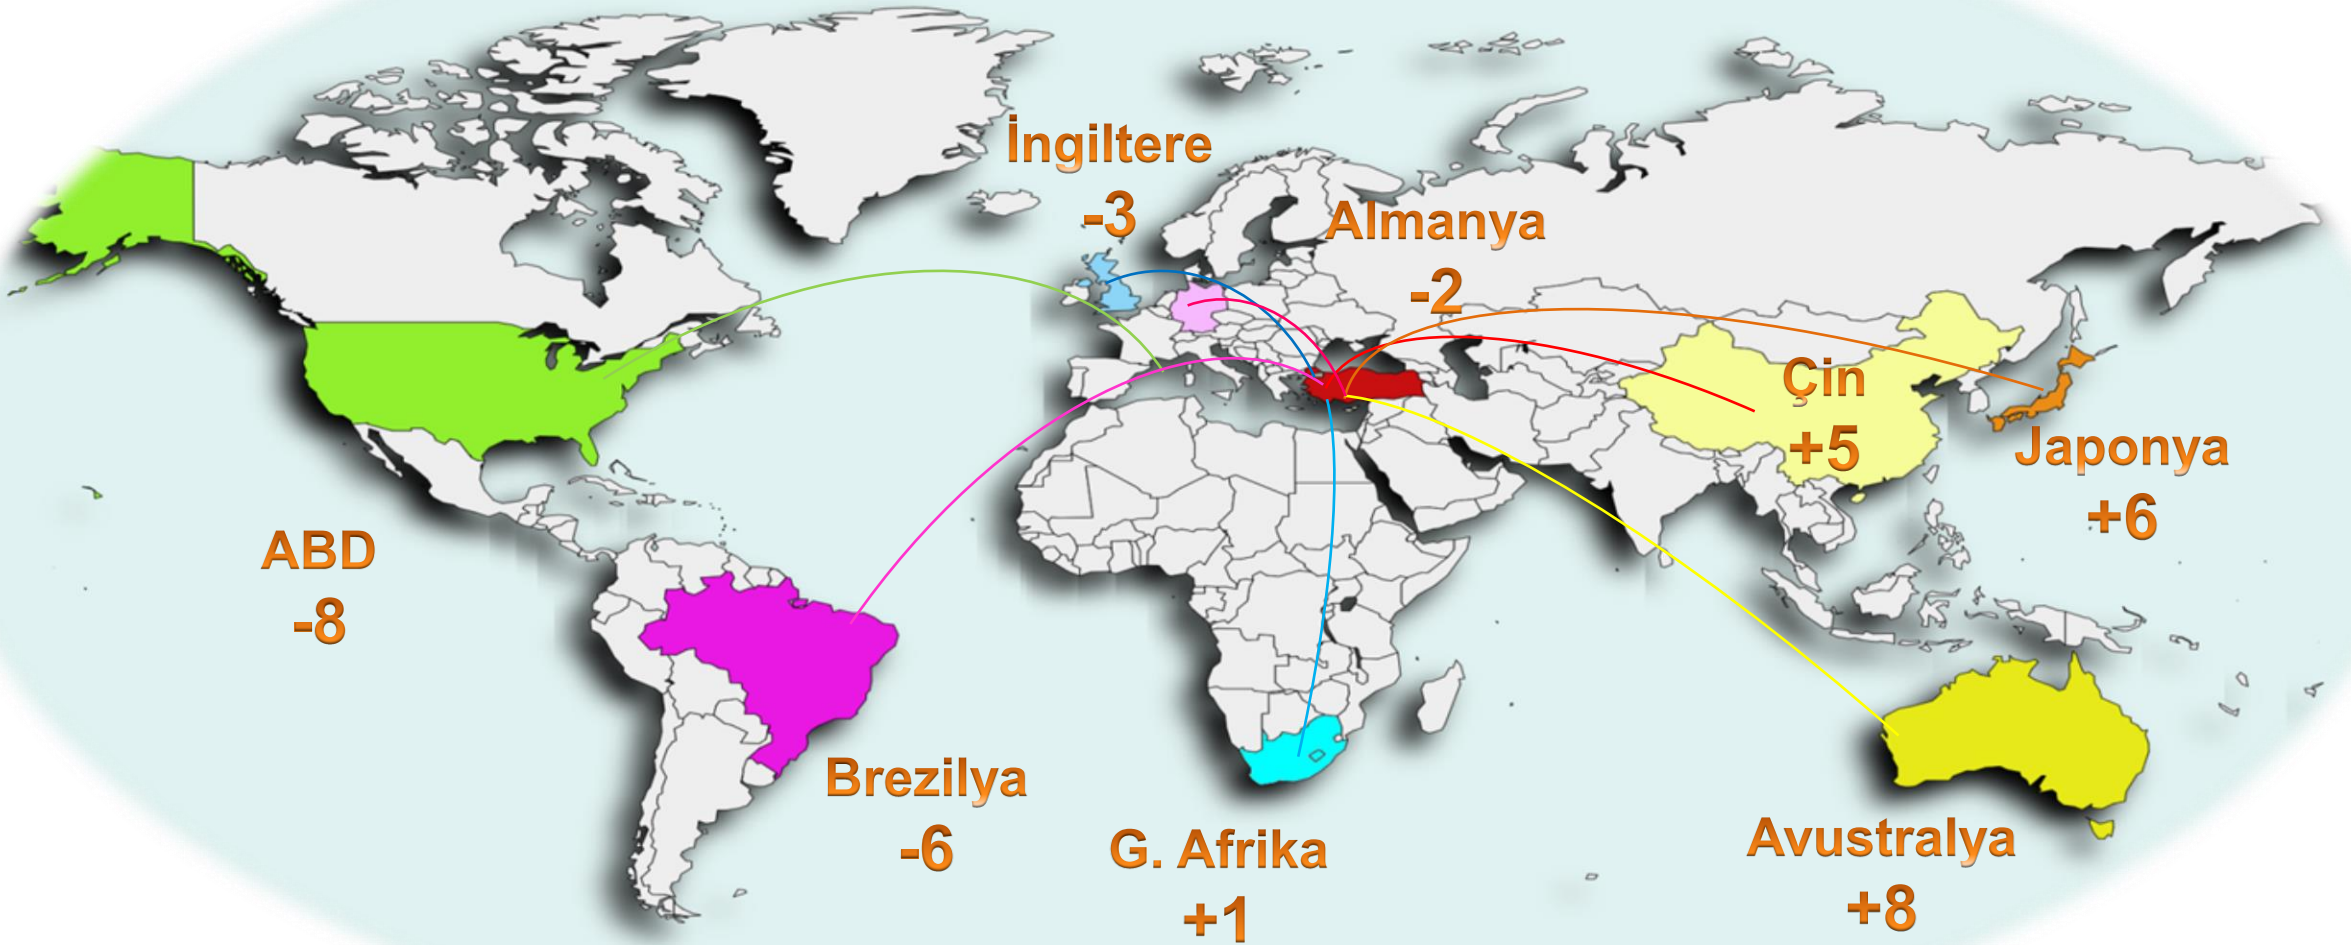 İngiltere
-3
Almanya
-2
Çin
+5
Japonya
+6
ABD
-8
Brezilya
-6
G. Afrika
+1
Avustralya
+8